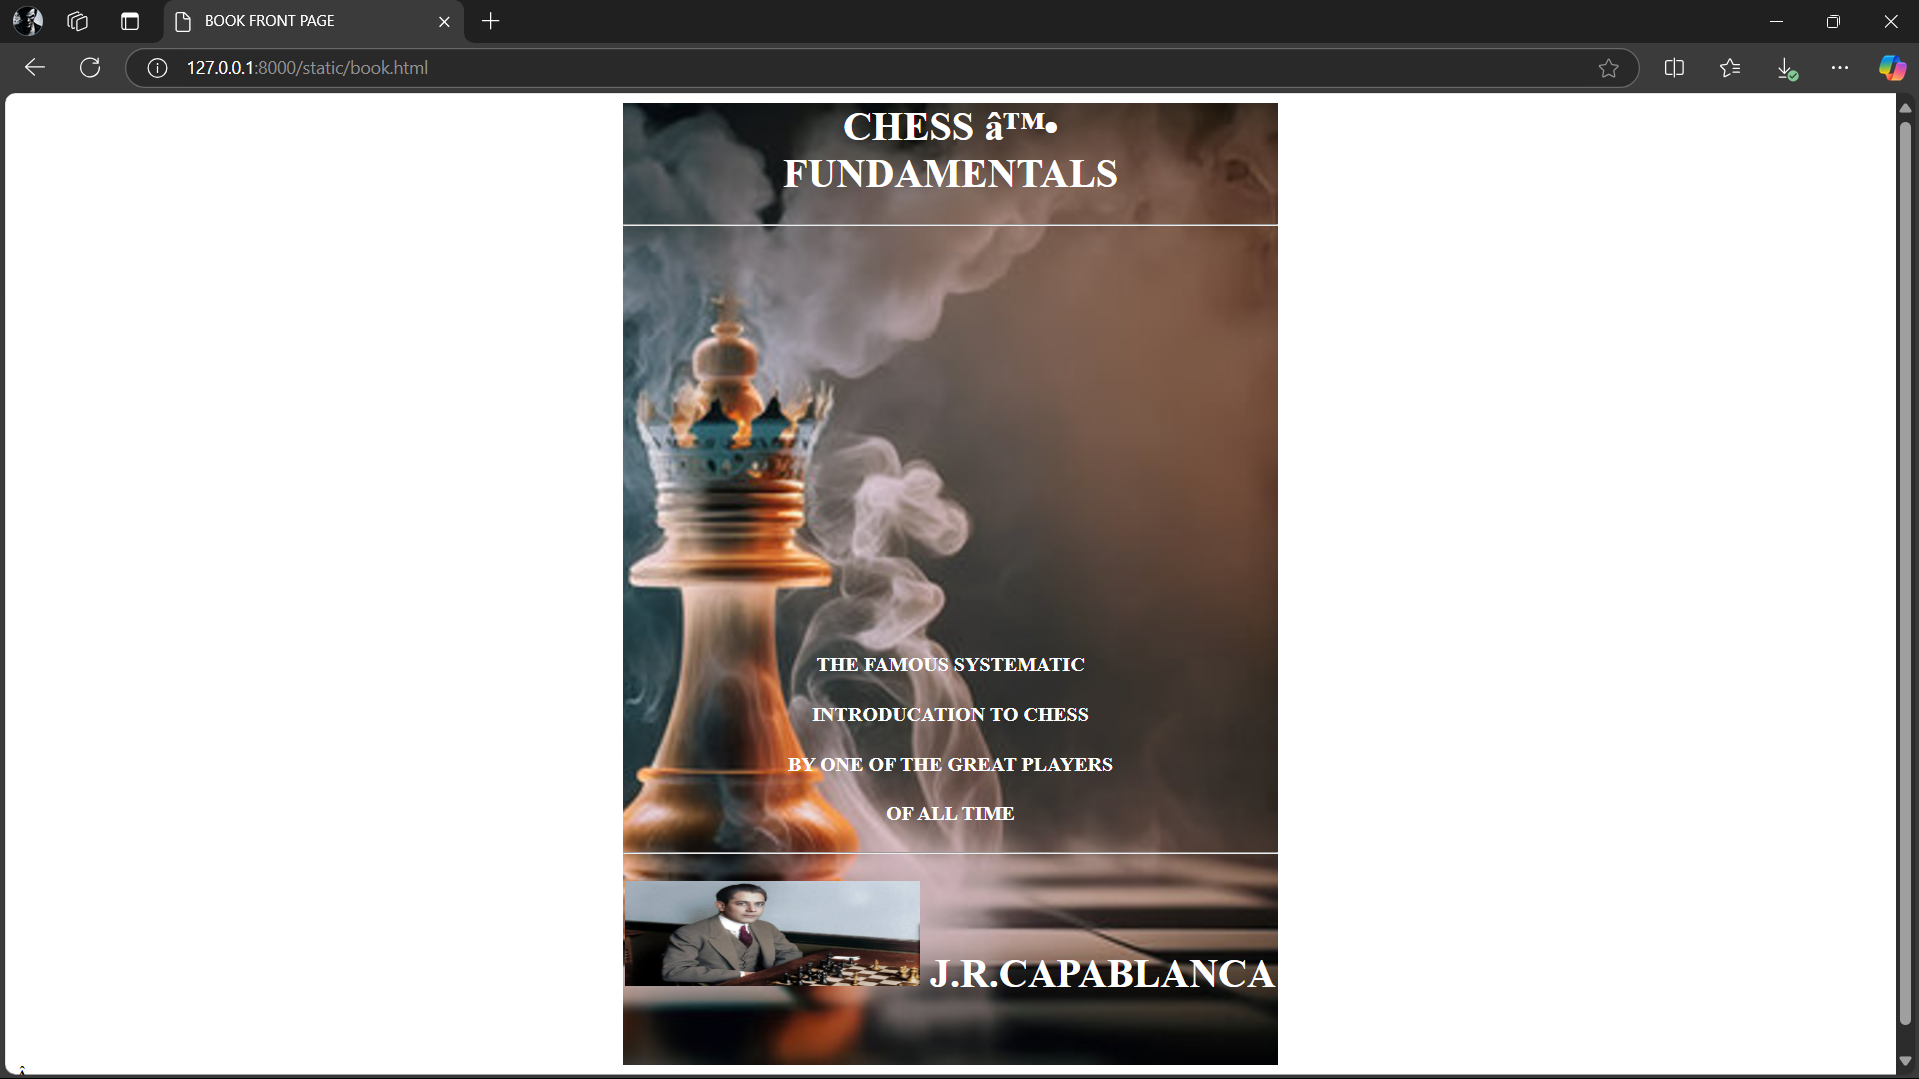 BOOK FRONT PAGE
127.0.0.1:8000/static/book.html
CHESS â™•
FUNDAMENTALS
THE FAMOUS SYSTEMATIC
INTRODUCATION TO CHESS
BY ONE OF THE GREAT PLAYERS
OF ALL TIME
J.R.CAPABLANCA
Â